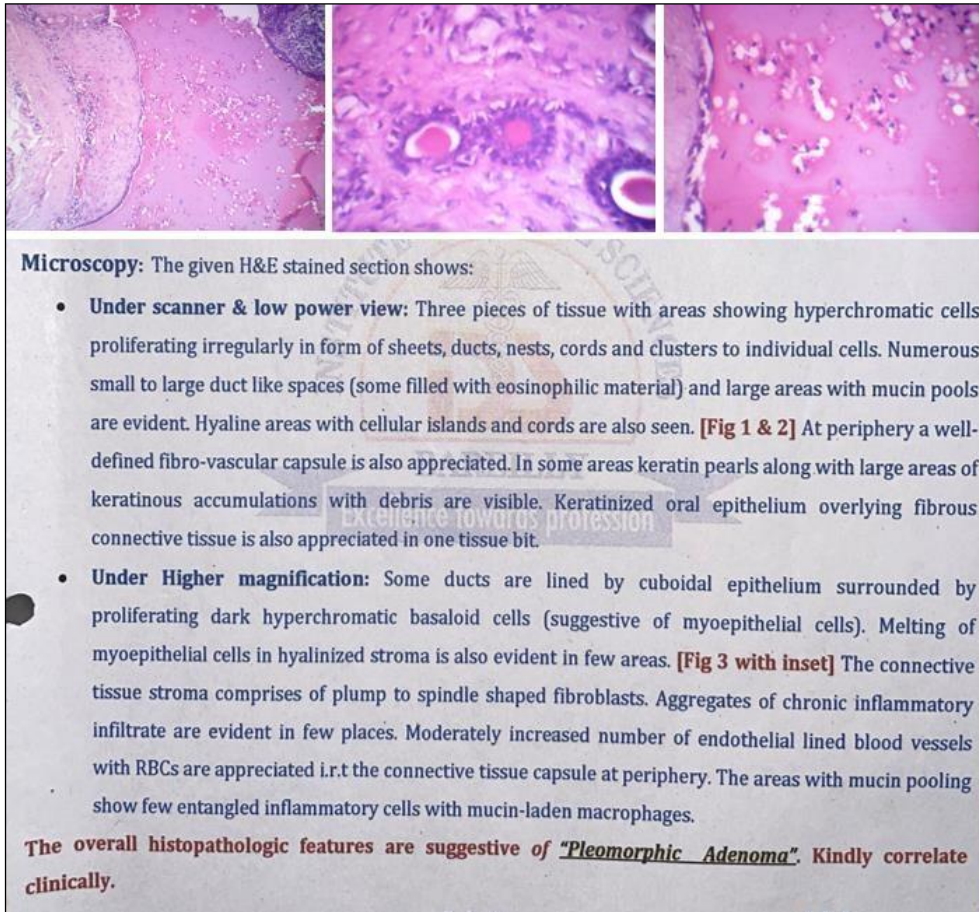 INSTITUTE SCIENCES
BAREILLY
Excellence Towards profession
Microscopy: The given H&E stained section shows:
• Under scanner & low power view: Three pieces of tissue with areas showing hyperchromatic cells
proliferating irregularly in form of sheets, ducts, nests, cords and clusters to individual cells. Numerous
small to large duct like spaces (some filled with eosinophilic material) and large areas with mucin pools
are evident. Hyaline areas with cellular islands and cords are also seen. [Fig 1 & 2] At periphery a well-
defined fibro-vascular capsule is also appreciated. In some areas keratin pearls along with large areas of
keratinous accumulations with debris are visible. Keratinized oral epithelium overlying fibrous
connective tissue is also appreciated in one tissue bit.
• Under Higher magnification: Some ducts are lined by cuboidal epithelium surrounded by
proliferating dark hyperchromatic basaloid cells (suggestive of myoepithelial cells). Melting of
myoepithelial cells in hyalinized stroma is also evident in few areas. [Fig 3 with inset] The connective
tissue stroma comprises of plump to spindle shaped fibroblasts. Aggregates of chronic inflammatory
infiltrate are evident in few places. Moderately increased number of endothelial lined blood vessels
with RBCs are appreciated i.r.t the connective tissue capsule at periphery. The areas with mucin pooling
show few entangled inflammatory cells with mucin-laden macrophages.
The overall histopathologic features are suggestive of "Pleomorphic Adenoma". Kindly correlate
clinically.